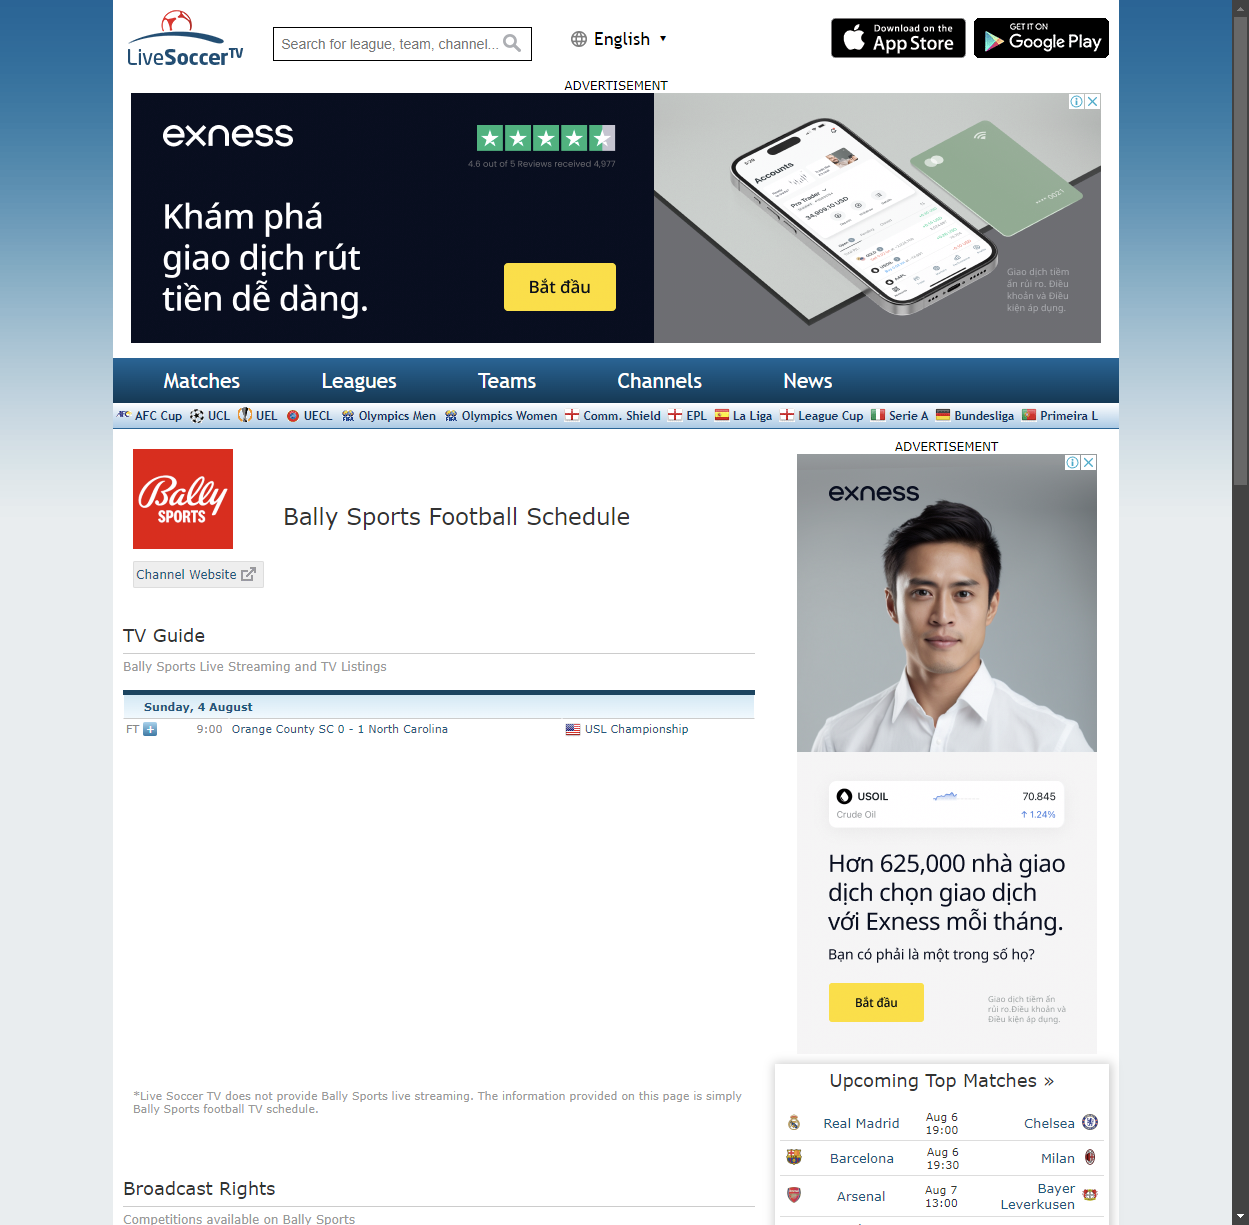 LiveSoccerTV
Search for league, team, channel...
English
Download on the
App Store
GET IT ON
Google Play
ADVERTISEMENT
exness
4.6 out of 5 Reviews received 4,977
Khám phá
giao dịch rút
tiền dễ dàng.
Bắt đầu
Accounts
Pro Trader
34,909.10 USD
Giao dịch tiềm
ẩn rủi ro. Điều
khoản và Điều
kiện áp dụng.
Matches Leagues Teams Channels News
AFC Cup UCL UEL UECL Olympics Men Olympics Women Comm. Shield EPL La Liga League Cup Serie A Bundesliga Primeira L
Bally
SPORTS
Bally Sports Football Schedule
Channel Website
TV Guide
Bally Sports Live Streaming and TV Listings
Sunday, 4 August
FT 9:00 Orange County SC 0 - 1 North Carolina USL Championship
*Live Soccer TV does not provide Bally Sports live streaming. The information provided on this page is simply
Bally Sports football TV schedule.
Broadcast Rights
Competitions available on Bally Sports
ADVERTISEMENT
exness
USOIL 70.845
Crude Oil ↑ 1.24%
Hơn 625,000 nhà giao
dịch chọn giao dịch
với Exness mỗi tháng.
Bạn có phải là một trong số họ?
Bắt đầu
Giao dịch tiềm ẩn
rủi ro.Điều khoản và
Điều kiện áp dụng.
Upcoming Top Matches »
Real Madrid Aug 6 19:00 Chelsea
Barcelona Aug 6 19:30 Milan
Arsenal Aug 7 13:00 Bayer Leverkusen